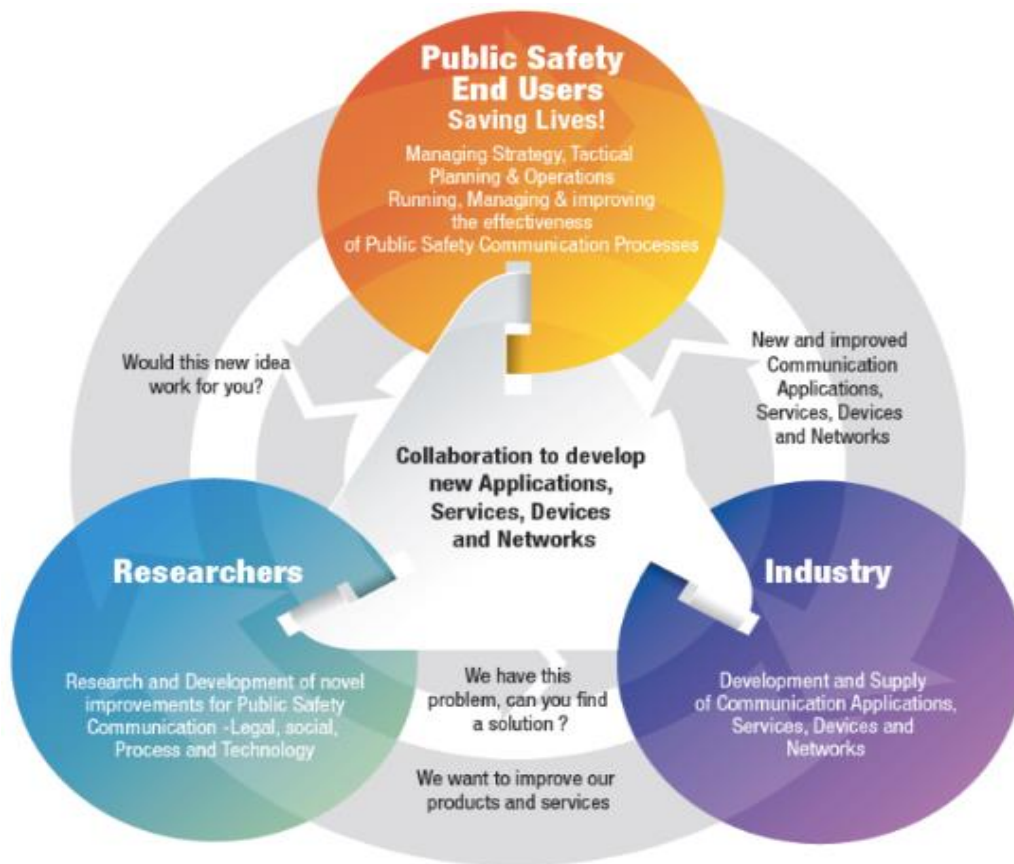 Public Safety
End Users
Saving Lives!
Managing Strategy, Tactical
Planning & Operations
Running, Managing & improving
the effectiveness
of Public Safety Communication Processes
Would this new idea
work for you?
New and improved
Communication
Applications,
Services, Devices
and Networks
Collaboration to develop
new Applications,
Services, Devices
and Networks
Researchers
Research and Development of novel
improvements for Public Safety
Communication -Legal, social,
Process and Technology
Industry
Development and Supply
of Communication Applications,
Services, Devices and
Networks
We have this
problem, can you find
a solution ?
We want to improve our
products and services